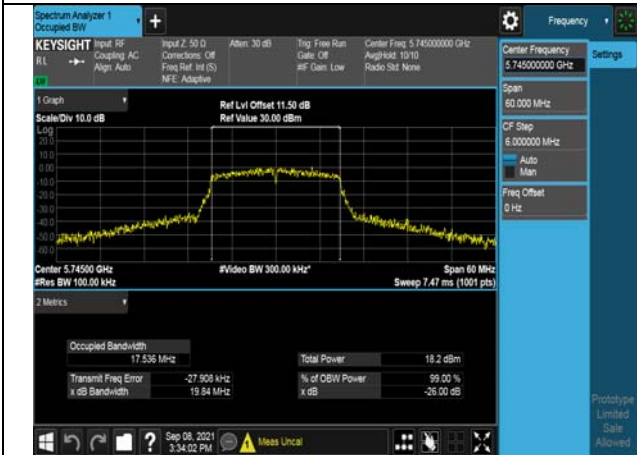 Spectrum Analyzer 1
Occupied BW
Frequency
KEYSIGHT
RL
Input: RF
Coupling: AC
Align: Auto
Input Z: 50 Ω
Corrections: Off
Freq Ref: Int (S)
NFE: Adaptive
Atten: 30 dB
Trig: Free Run
Gate: Off
#IF Gain: Low
Center Freq: 5.745000000 GHz
Avg|Hold: 10/10
Radio Std: None
Center Frequency
5.745000000 GHz
Settings
Span
60.000 MHz
CF Step
6.000000 MHz
Auto
Man
Freq Offset
0 Hz
1 Graph
Scale/Div 10.0 dB
Ref Lvl Offset 11.50 dB
Ref Value 30.00 dBm
Log
20.0
10.0
0.00
-10.0
-20.0
-30.0
-40.0
-50.0
-60.0
Center 5.74500 GHz
#Res BW 100.00 kHz
#Video BW 300.00 kHz*
Span 60 MHz
Sweep 7.47 ms (1001 pts)
2 Metrics
Occupied Bandwidth
17.536 MHz
Total Power 18.2 dBm
Transmit Freq Error -27.908 kHz
% of OBW Power 99.00 %
x dB Bandwidth 19.84 MHz
x dB -26.00 dB
Prototype
Limited
Sale
Allowed
?
Sep 08, 2021
3:34:02 PM
Meas Uncal